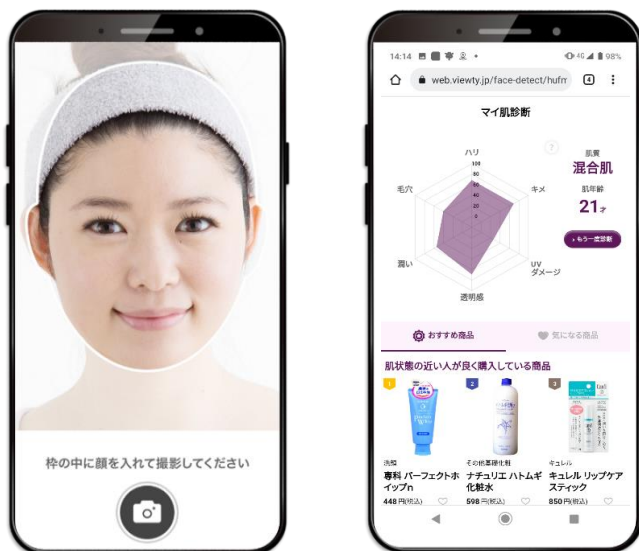 枠の中に顔を入れて撮影してください
14:14
4G 98%
web.viewty.jp/face-detect/hufm
4
マイ肌診断
?
ハリ
100
80
60
40
20
0
キメ
UV
ダメージ
透明感
潤い
毛穴
肌質
混合肌
肌年齢
21才
もう一度診断
おすすめ商品
気になる商品
肌状態の近い人が良く購入している商品
1
洗顔
専科 パーフェクトホ
イップn
448円(税込)
2
その他基礎化粧
ナチュリエ ハトムギ
化粧水
598円(税込)
3
キュレル
キュレル リップケア
スティック
850円(税込)